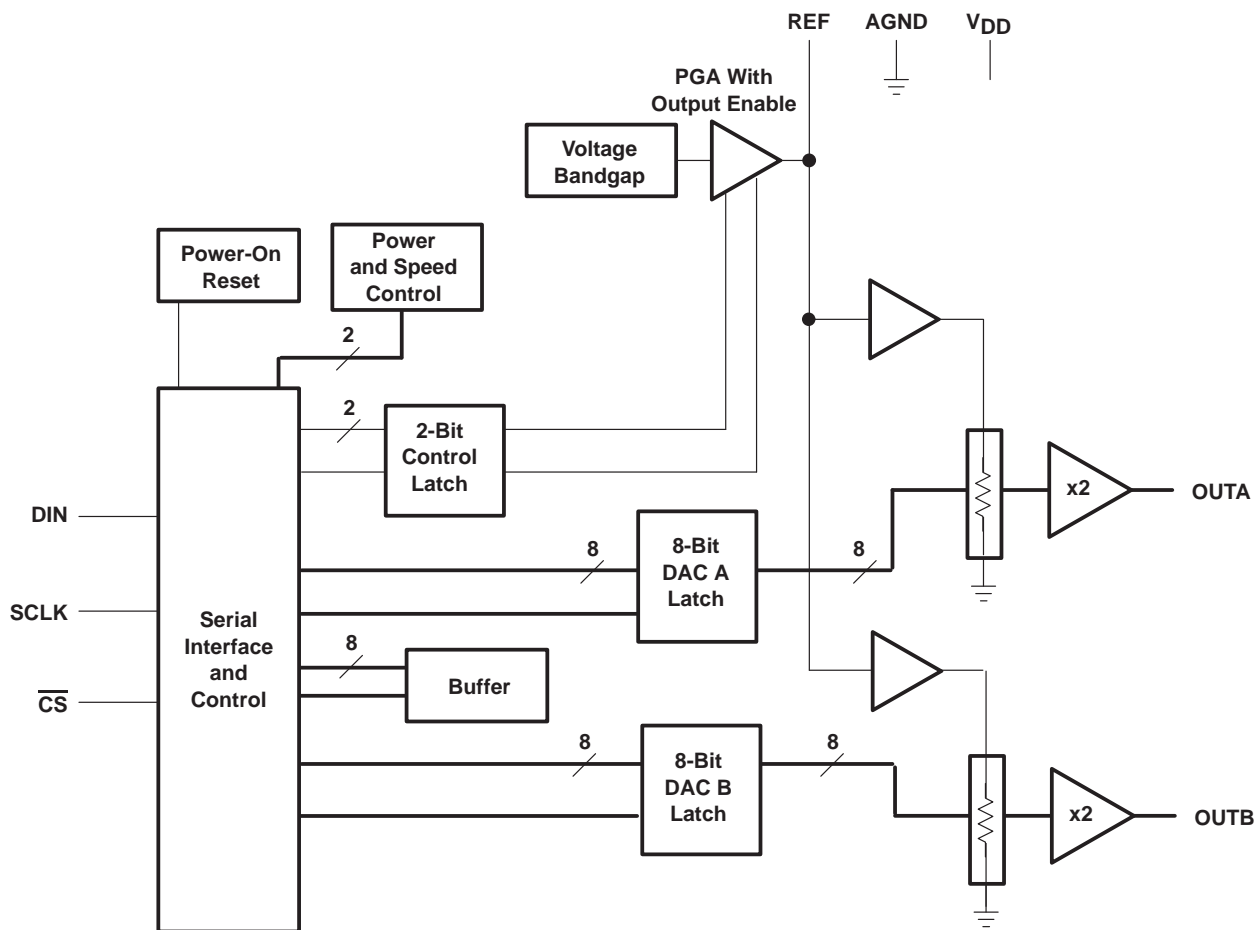 REF AGND VDD
PGA With
Output Enable
Voltage
Bandgap
Power-On
Reset
Power
and Speed
Control
2
2
2-Bit
Control
Latch
x2
OUTA
DIN
8
8-Bit
DAC A
Latch
8
SCLK
Serial
Interface
and
Control
8
Buffer
CS
8
8-Bit
DAC B
Latch
8
x2
OUTB